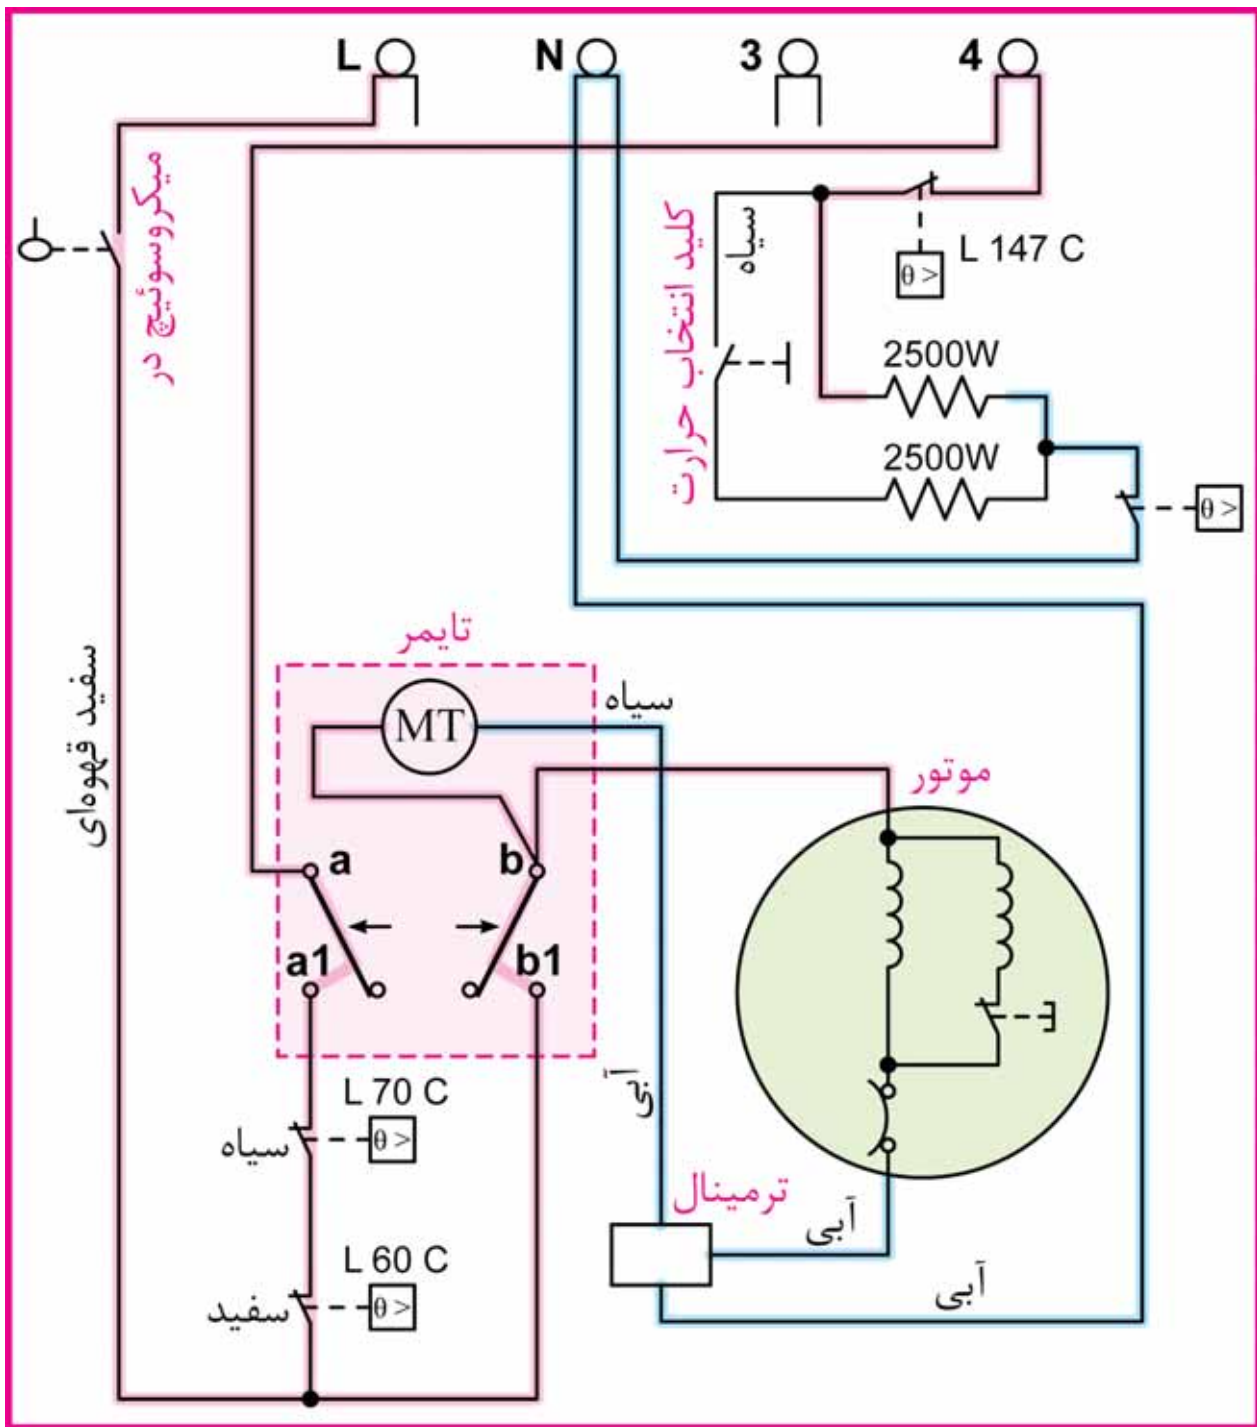 L N 3 4
میکروسوئیچ در
کلید انتخاب حرارت
سیاه
L 147 C
θ >
2500W
2500W
θ >
سفید قهوه‌ای
تایمر
MT
سیاه
موتور
a b
a1 b1
L 70 C
سیاه
θ >
آبی
ترمینال
آبی
L 60 C
سفید
θ >
آبی